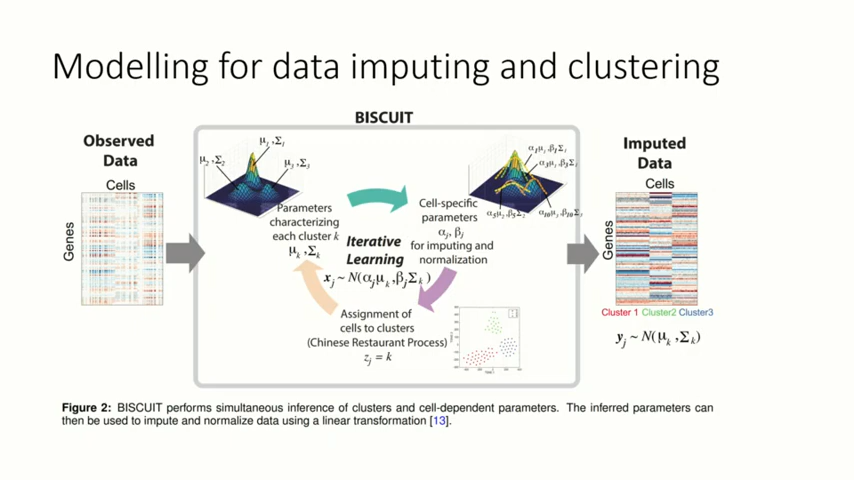 Modelling for data imputing and clustering
BISCUIT
Observed
Data
Cells
Genes
μ₁ ,Σ₁
μ₂ ,Σ₂
μ₃ ,Σ₃
Parameters
characterizing
each cluster k
μₖ ,Σₖ
Iterative
Learning
xⱼ ~ N(αⱼμₖ ,βⱼΣₖ )
Cell-specific
parameters
αⱼ, βⱼ
for imputing and
normalization
Assignment of
cells to clusters
(Chinese Restaurant Process)
zⱼ = k
Imputed
Data
Cells
Genes
Cluster 1 Cluster2 Cluster3
yⱼ ~ N(μₖ ,Σₖ)
Figure 2: BISCUIT performs simultaneous inference of clusters and cell-dependent parameters. The inferred parameters can
then be used to impute and normalize data using a linear transformation [13].